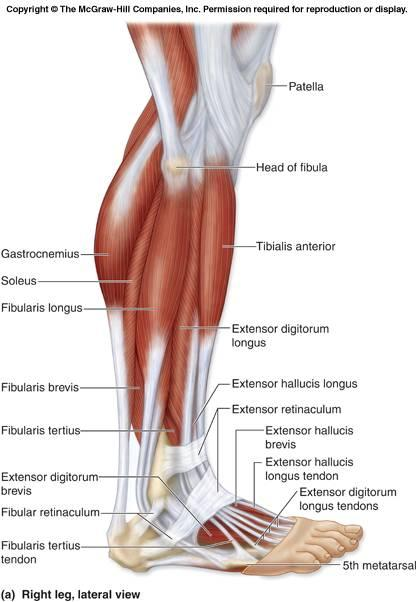 Copyright © The McGraw-Hill Companies, Inc. Permission required for reproduction or display.
Patella
Head of fibula
Gastrocnemius
Tibialis anterior
Soleus
Fibularis longus
Extensor digitorum
longus
Fibularis brevis
Extensor hallucis longus
Extensor retinaculum
Fibularis tertius
Extensor hallucis
brevis
Extensor hallucis
longus tendon
Extensor digitorum
brevis
Extensor digitorum
longus tendons
Fibular retinaculum
Fibularis tertius
tendon
5th metatarsal
(a) Right leg, lateral view